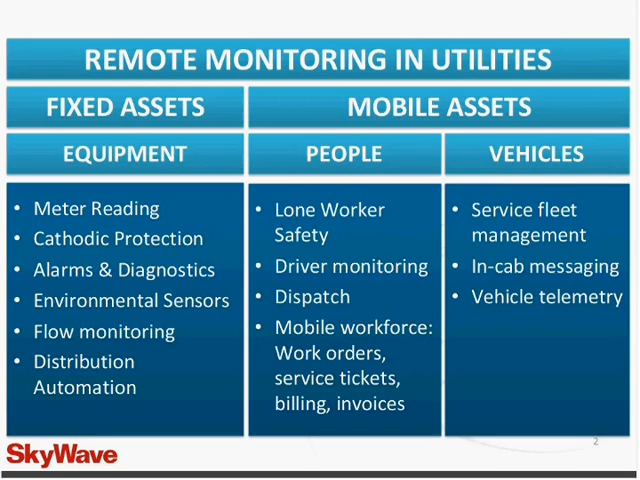 REMOTE MONITORING IN UTILITIES
FIXED ASSETS
MOBILE ASSETS
EQUIPMENT
PEOPLE
VEHICLES
• Meter Reading
• Cathodic Protection
• Alarms & Diagnostics
• Environmental Sensors
• Flow monitoring
• Distribution
Automation
• Lone Worker
Safety
• Driver monitoring
• Dispatch
• Mobile workforce:
Work orders,
service tickets,
billing, invoices
• Service fleet
management
• In-cab messaging
• Vehicle telemetry
2
SkyWave